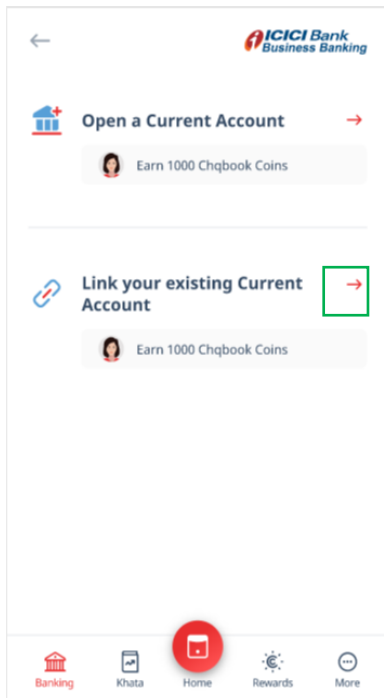 ICICI Bank
Business Banking
Open a Current Account
Earn 1000 Chqbook Coins
Link your existing Current
Account
Earn 1000 Chqbook Coins
Banking
Khata
Home
Rewards
More